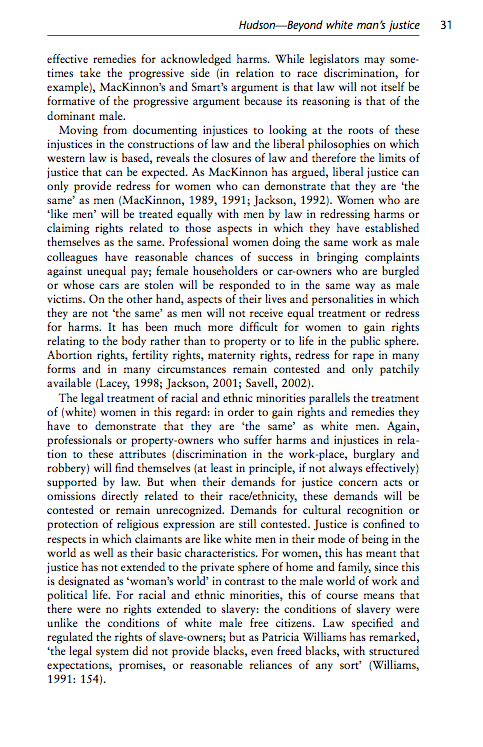 Hudson—Beyond white man's justice 31
effective remedies for acknowledged harms. While legislators may some-
times take the progressive side (in relation to race discrimination, for
example), MacKinnon's and Smart's argument is that law will not itself be
formative of the progressive argument because its reasoning is that of the
dominant male.
Moving from documenting injustices to looking at the roots of these
injustices in the constructions of law and the liberal philosophies on which
western law is based, reveals the closures of law and therefore the limits of
justice that can be expected. As MacKinnon has argued, liberal justice can
only provide redress for women who can demonstrate that they are 'the
same' as men (MacKinnon, 1989, 1991; Jackson, 1992). Women who are
'like men' will be treated equally with men by law in redressing harms or
claiming rights related to those aspects in which they have established
themselves as the same. Professional women doing the same work as male
colleagues have reasonable chances of success in bringing complaints
against unequal pay; female householders or car-owners who are burgled
or whose cars are stolen will be responded to in the same way as male
victims. On the other hand, aspects of their lives and personalities in which
they are not 'the same' as men will not receive equal treatment or redress
for harms. It has been much more difficult for women to gain rights
relating to the body rather than to property or to life in the public sphere.
Abortion rights, fertility rights, maternity rights, redress for rape in many
forms and in many circumstances remain contested and only patchily
available (Lacey, 1998; Jackson, 2001; Savell, 2002).
The legal treatment of racial and ethnic minorities parallels the treatment
of (white) women in this regard: in order to gain rights and remedies they
have to demonstrate that they are 'the same' as white men. Again,
professionals or property-owners who suffer harms and injustices in rela-
tion to these attributes (discrimination in the work-place, burglary and
robbery) will find themselves (at least in principle, if not always effectively)
supported by law. But when their demands for justice concern acts or
omissions directly related to their race/ethnicity, these demands will be
contested or remain unrecognized. Demands for cultural recognition or
protection of religious expression are still contested. Justice is confined to
respects in which claimants are like white men in their mode of being in the
world as well as their basic characteristics. For women, this has meant that
justice has not extended to the private sphere of home and family, since this
is designated as 'woman's world' in contrast to the male world of work and
political life. For racial and ethnic minorities, this of course means that
there were no rights extended to slavery: the conditions of slavery were
unlike the conditions of white male free citizens. Law specified and
regulated the rights of slave-owners; but as Patricia Williams has remarked,
'the legal system did not provide blacks, even freed blacks, with structured
expectations, promises, or reasonable reliances of any sort' (Williams,
1991: 154).